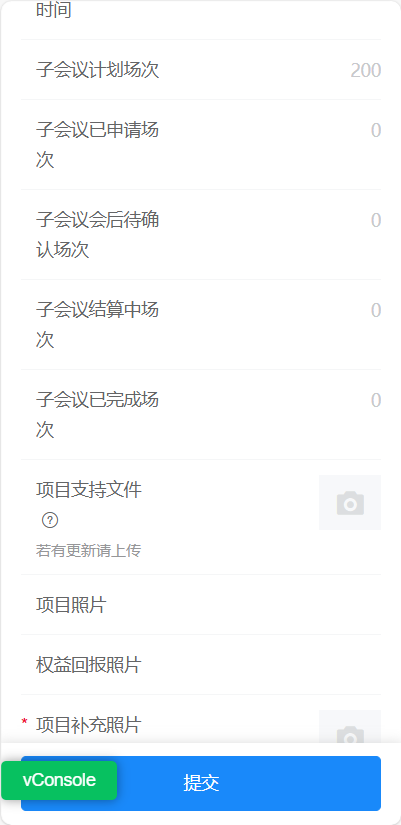 时间
子会议计划场次 200
子会议已申请场 0
次
子会议会后待确 0
认场次
子会议结算中场 0
次
子会议已完成场 0
次
项目支持文件
?
若有更新请上传
项目照片
权益回报照片
* 项目补充照片
vConsole
提交